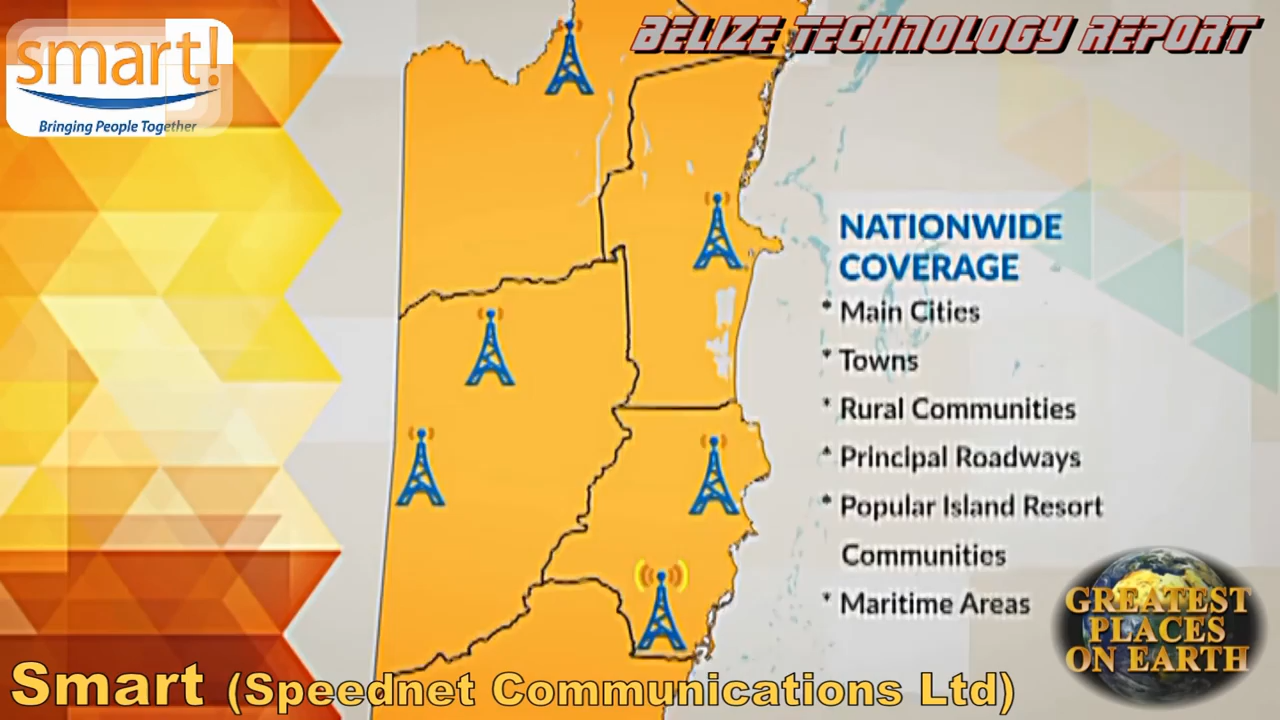 BELIZE TECHNOLOGY REPORT
smart!
Bringing People Together
NATIONWIDE
COVERAGE
* Main Cities
* Towns
* Rural Communities
* Principal Roadways
* Popular Island Resort
Communities
* Maritime Areas
GREATEST
PLACES
ON EARTH
Smart (Speednet Communications Ltd)